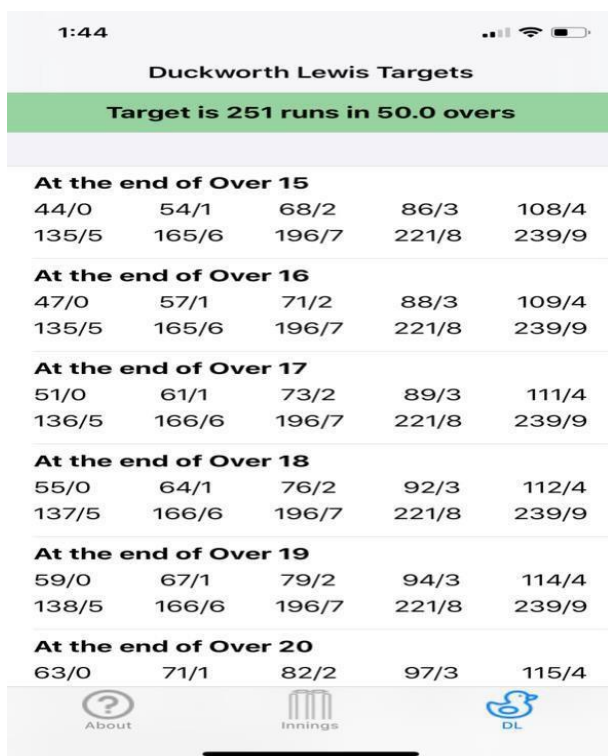 1:44
Duckworth Lewis Targets
Target is 251 runs in 50.0 overs
At the end of Over 15
44/0 54/1 68/2 86/3 108/4
135/5 165/6 196/7 221/8 239/9
At the end of Over 16
47/0 57/1 71/2 88/3 109/4
135/5 165/6 196/7 221/8 239/9
At the end of Over 17
51/0 61/1 73/2 89/3 111/4
136/5 166/6 196/7 221/8 239/9
At the end of Over 18
55/0 64/1 76/2 92/3 112/4
137/5 166/6 196/7 221/8 239/9
At the end of Over 19
59/0 67/1 79/2 94/3 114/4
138/5 166/6 196/7 221/8 239/9
At the end of Over 20
63/0 71/1 82/2 97/3 115/4
About Innings DL